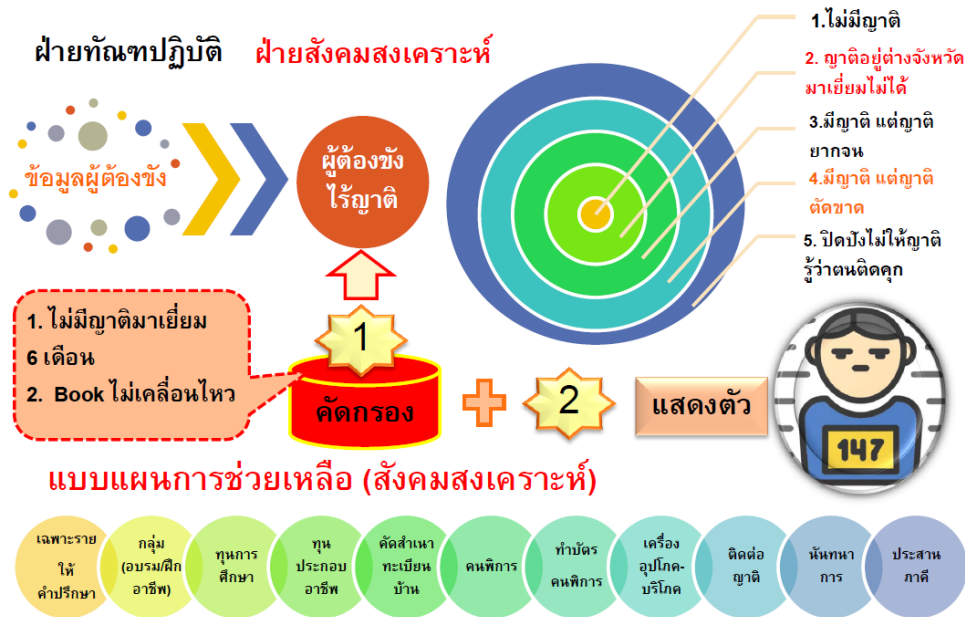 ฝ่ายทัณฑปฏิบัติ
ฝ่ายสังคมสงเคราะห์
ข้อมูลผู้ต้องขัง
ผู้ต้องขัง
ไร้ญาติ
1.ไม่มีญาติ
2. ญาติอยู่ต่างจังหวัด
มาเยี่ยมไม่ได้
3.มีญาติ แต่ญาติ
ยากจน
4.มีญาติ แต่ญาติ
ตัดขาด
5. ปิดบังไม่ให้ญาติ
รู้ว่าตนติดคุก
1. ไม่มีญาติมาเยี่ยม
6 เดือน
2. Book ไม่เคลื่อนไหว
1
คัดกรอง
2
แสดงตัว
147
แบบแผนการช่วยเหลือ (สังคมสงเคราะห์)
เฉพาะราย
ให้
คำปรึกษา
กลุ่ม
(อบรม/ฝึก
อาชีพ)
ทุนการ
ศึกษา
ทุน
ประกอบ
อาชีพ
คัดสำเนา
ทะเบียน
บ้าน
คนพิการ
ทำบัตร
คนพิการ
เครื่อง
อุปโภค-
บริโภค
ติดต่อ
ญาติ
นันทนา
การ
ประสาน
ภาคี